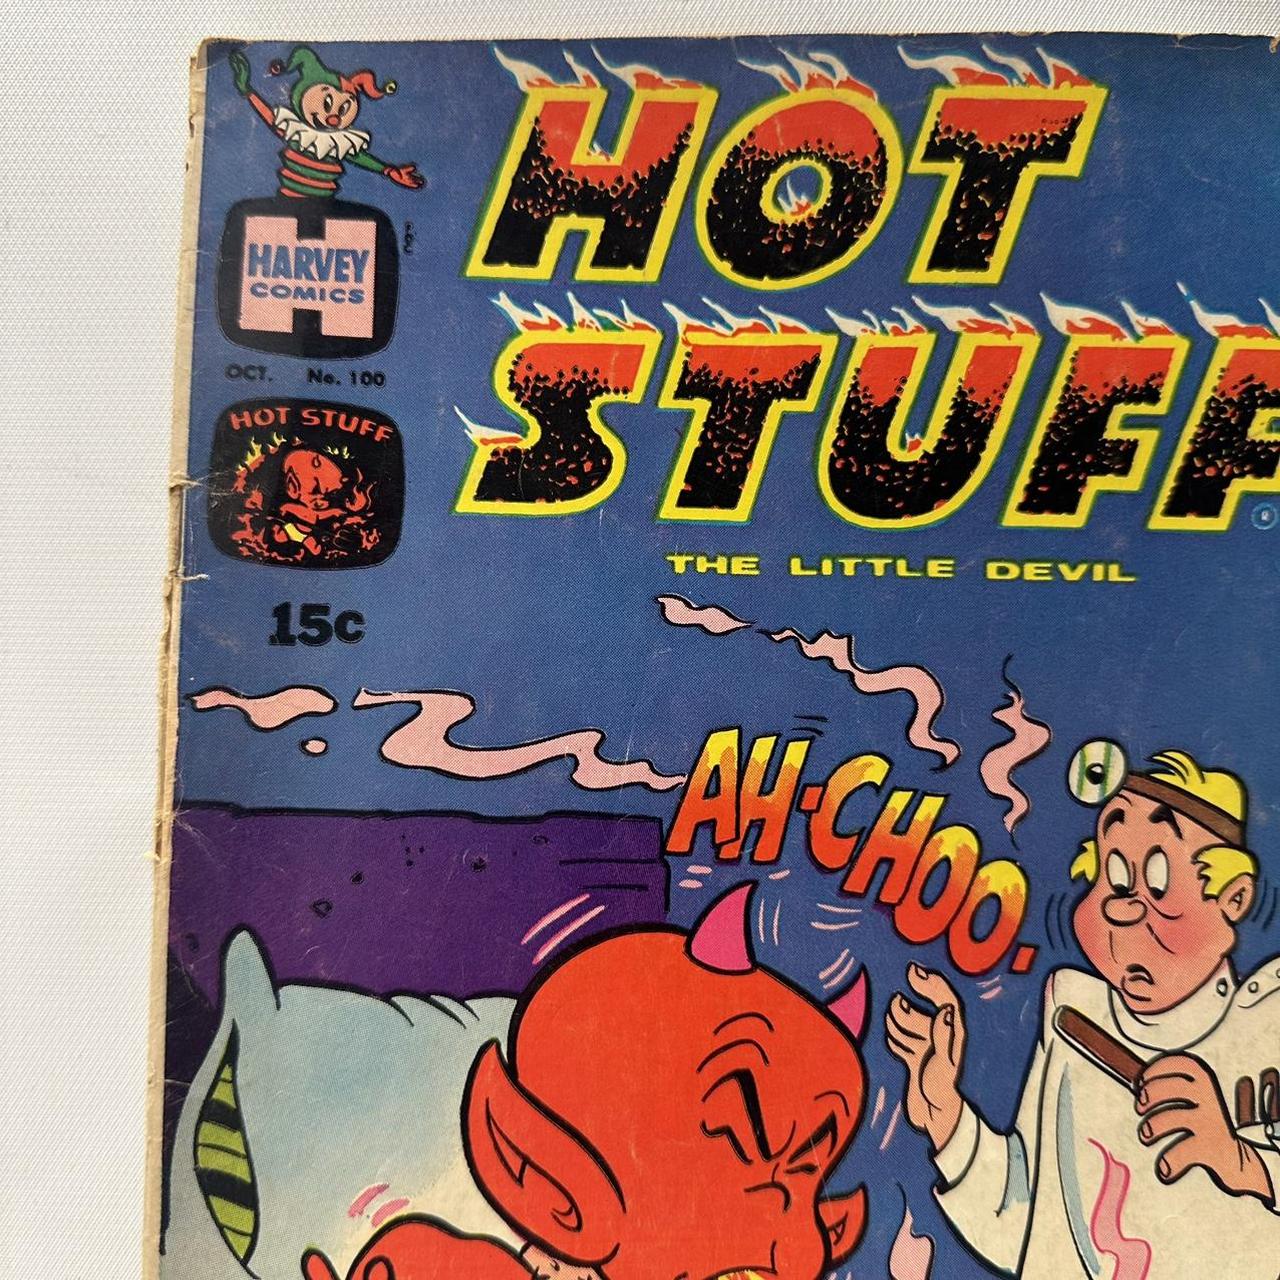 HOT
STUFF
THE LITTLE DEVIL
HARVEY
COMICS
OCT. No. 100
HOT STUFF
15c
AH-CHOO.